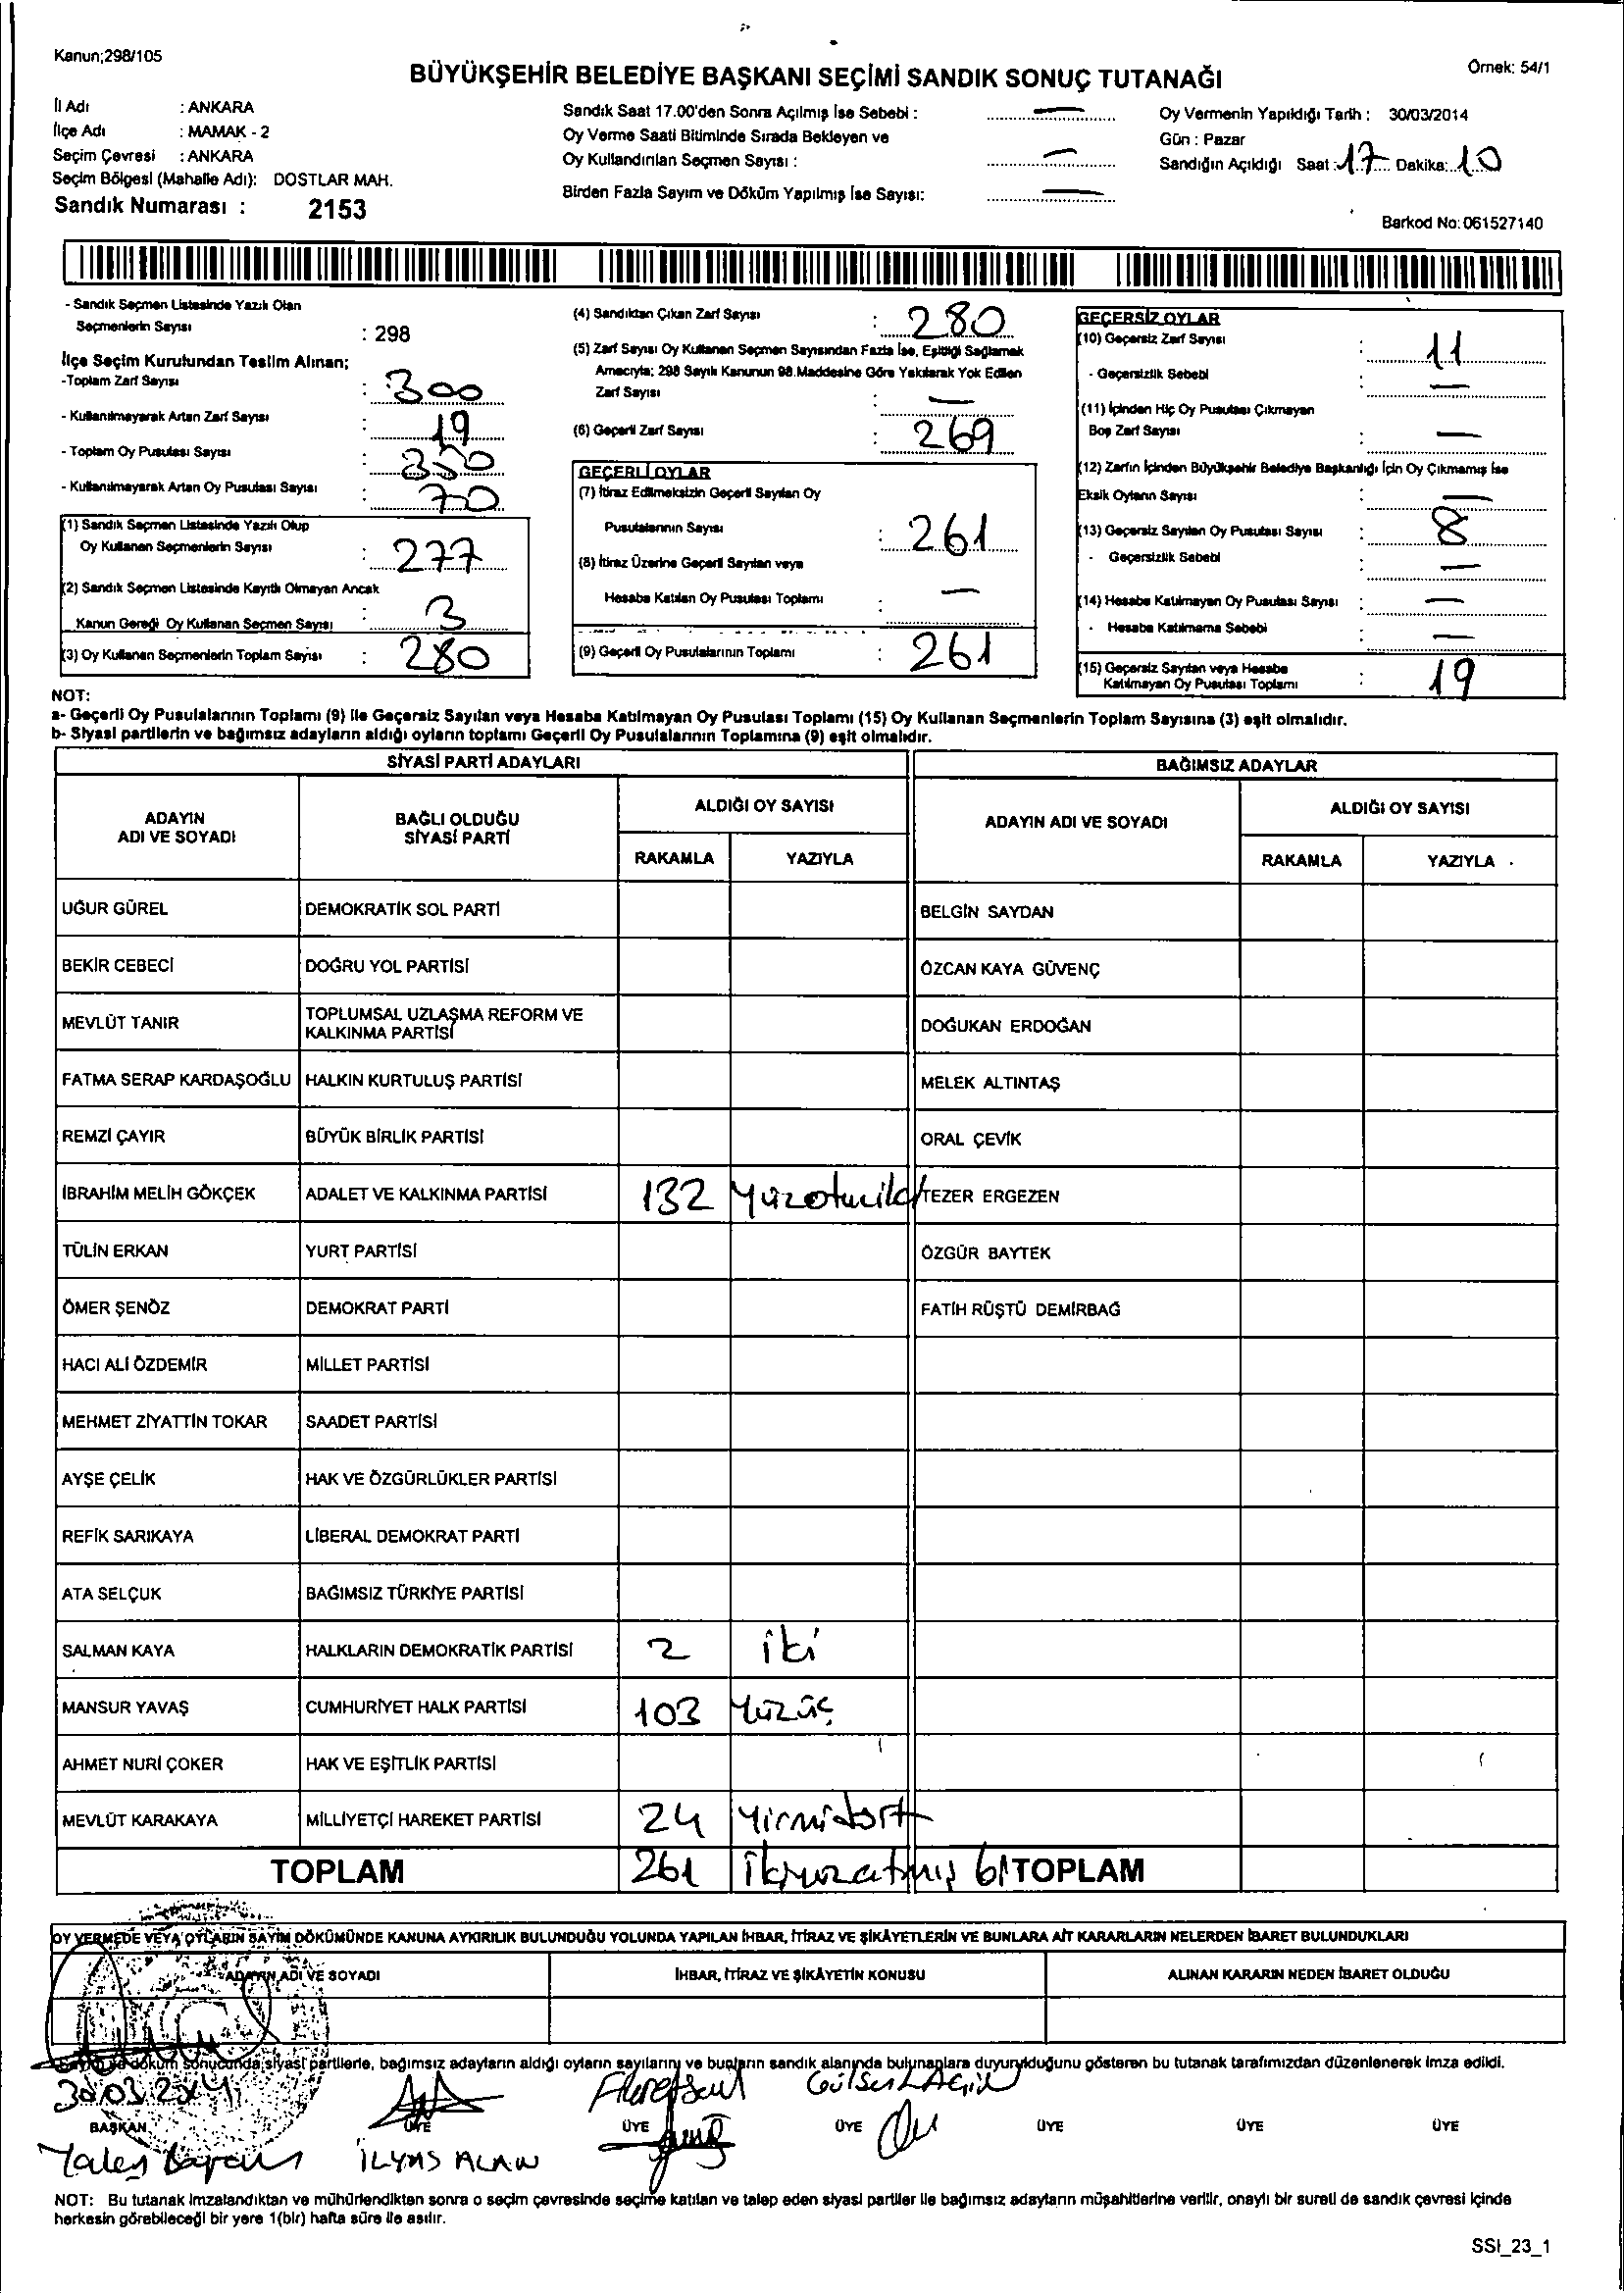 Kanun;298/105
Örnek: 54/1
BÜYÜKŞEHİR BELEDİYE BAŞKANI SEÇİMİ SANDIK SONUÇ TUTANAĞI
İl Adı : ANKARA
İlçe Adı : MAMAK - 2
Seçim Çevresi : ANKARA
Seçim Bölgesi (Mahalle Adı): DOSTLAR MAH.
Sandık Numarası : 2153
Sandık Saat 17.00'den Sonra Açılmış İse Sebebi : —
Oy Verme Saati Bitiminde Sırada Bekleyen ve
Oy Kullandırılan Seçmen Sayısı : —
Birden Fazla Sayım ve Döküm Yapılmış İse Sayısı: —
Oy Vermenin Yapıldığı Tarih : 30/03/2014
Gün : Pazar
Sandığın Açıldığı Saat : 17 Dakika: 10
Barkod No: 061527140
- Sandık Seçmen Listesinde Yazılı Olan
Seçmenlerin Sayısı : 298
İlçe Seçim Kurulundan Teslim Alınan;
-Toplam Zarf Sayısı : 300
- Kullanılmayarak Artan Zarf Sayısı : 19
- Toplam Oy Pusulası Sayısı : 350
- Kullanılmayarak Artan Oy Pusulası Sayısı : 70
(1) Sandık Seçmen Listesinde Yazılı Olup
Oy Kullanan Seçmenlerin Sayısı : 277
(2) Sandık Seçmen Listesinde Kayıtlı Olmayan Ancak
Kanun Gereği Oy Kullanan Seçmen Sayısı : 3
(3) Oy Kullanan Seçmenlerin Toplam Sayısı : 280
(4) Sandıktan Çıkan Zarf Sayısı : 280
(5) Zarf Sayısı Oy Kullanan Seçmen Sayısından Fazla İse, Eşitliği Sağlamak
Amacıyla; 298 Sayılı Kanunun 98.Maddesine Göre Yakılarak Yok Edilen
Zarf Sayısı : —
(6) Geçerli Zarf Sayısı : 269
GEÇERLİ OYLAR
(7) İtiraz Edilmeksizin Geçerli Sayılan Oy
Pusulalarının Sayısı : 261
(8) İtiraz Üzerine Geçerli Sayılan veya
Hesaba Katılan Oy Pusulası Toplamı : —
(9) Geçerli Oy Pusulalarının Toplamı : 261
GEÇERSİZ OYLAR
(10) Geçersiz Zarf Sayısı : 11
- Geçersizlik Sebebi : —
(11) İçinden Hiç Oy Pusulası Çıkmayan
Boş Zarf Sayısı : —
(12) Zarfın İçinden Büyükşehir Belediye Başkanlığı İçin Oy Çıkmamış İse
Eksik Oyların Sayısı : —
(13) Geçersiz Sayılan Oy Pusulası Sayısı : 8
- Geçersizlik Sebebi : —
(14) Hesaba Katılmayan Oy Pusulası Sayısı : —
- Hesaba Katılmama Sebebi : —
(15) Geçersiz Sayılan veya Hesaba
Katılmayan Oy Pusulası Toplamı : 19
NOT:
a- Geçerli Oy Pusulalarının Toplamı (9) ile Geçersiz Sayılan veya Hesaba Katılmayan Oy Pusulası Toplamı (15) Oy Kullanan Seçmenlerin Toplam Sayısına (3) eşit olmalıdır.
b- Siyasi partilerin ve bağımsız adayların aldığı oyların toplamı Geçerli Oy Pusulalarının Toplamına (9) eşit olmalıdır.
SİYASİ PARTİ ADAYLARI BAĞIMSIZ ADAYLAR
ADAYIN ADI VE SOYADI BAĞLI OLDUĞU SİYASİ PARTİ ALDIĞI OY SAYISI ADAYIN ADI VE SOYADI ALDIĞI OY SAYISI
RAKAMLA YAZIYLA RAKAMLA YAZIYLA
UĞUR GÜREL DEMOKRATİK SOL PARTİ BELGİN SAYDAN
BEKİR CEBECİ DOĞRU YOL PARTİSİ ÖZCAN KAYA GÜVENÇ
MEVLÜT TANIR TOPLUMSAL UZLAŞMA REFORM VE KALKINMA PARTİSİ DOĞUKAN ERDOĞAN
FATMA SERAP KARDAŞOĞLU HALKIN KURTULUŞ PARTİSİ MELEK ALTINTAŞ
REMZİ ÇAYIR BÜYÜK BİRLİK PARTİSİ ORAL ÇEVİK
İBRAHİM MELİH GÖKÇEK ADALET VE KALKINMA PARTİSİ 132 Yüzotuziki TEZER ERGEZEN
TÜLİN ERKAN YURT PARTİSİ ÖZGÜR BAYTEK
ÖMER ŞENÖZ DEMOKRAT PARTİ FATİH RÜŞTÜ DEMİRBAĞ
HACI ALİ ÖZDEMİR MİLLET PARTİSİ
MEHMET ZİYATTİN TOKAR SAADET PARTİSİ
AYŞE ÇELİK HAK VE ÖZGÜRLÜKLER PARTİSİ
REFİK SARIKAYA LİBERAL DEMOKRAT PARTİ
ATA SELÇUK BAĞIMSIZ TÜRKİYE PARTİSİ
SALMAN KAYA HALKLARIN DEMOKRATİK PARTİSİ 2 iki
MANSUR YAVAŞ CUMHURİYET HALK PARTİSİ 103 Yüzüç
AHMET NURİ ÇOKER HAK VE EŞİTLİK PARTİSİ
MEVLÜT KARAKAYA MİLLİYETÇİ HAREKET PARTİSİ 24 Yirmidört
TOPLAM 261 ikiyüzatmış bir TOPLAM
OY VERMEDE VEYA OYLARIN SAYIM DÖKÜMÜNDE KANUNA AYKIRILIK BULUNDUĞU YOLUNDA YAPILAN İHBAR, İTİRAZ VE ŞİKÂYETLERİN VE BUNLARA AİT KARARLARIN NELERDEN İBARET BULUNDUKLARI
ADAYIN ADI VE SOYADI İHBAR, İTİRAZ VE ŞİKÂYETİN KONUSU ALINAN KARARIN NEDEN İBARET OLDUĞU
Sayım ve döküm sonucunda siyasi partilerle, bağımsız adayların aldığı oyların sayılarını ve bunların sandık alanında bulunanlara duyurulduğunu gösteren bu tutanak tarafımızdan düzenlenerek imza edildi.
30/03/2014
BAŞKAN ÜYE ÜYE ÜYE ÜYE ÜYE ÜYE
İLYAS ALAN
NOT: Bu tutanak imzalandıktan ve mühürlendikten sonra o seçim çevresinde seçime katılan ve talep eden siyasi partiler ile bağımsız adayların müşahitlerine verilir, onaylı bir sureti de sandık çevresi içinde
herkesin görebileceği bir yere 1(bir) hafta süre ile asılır.
SSI_23_1